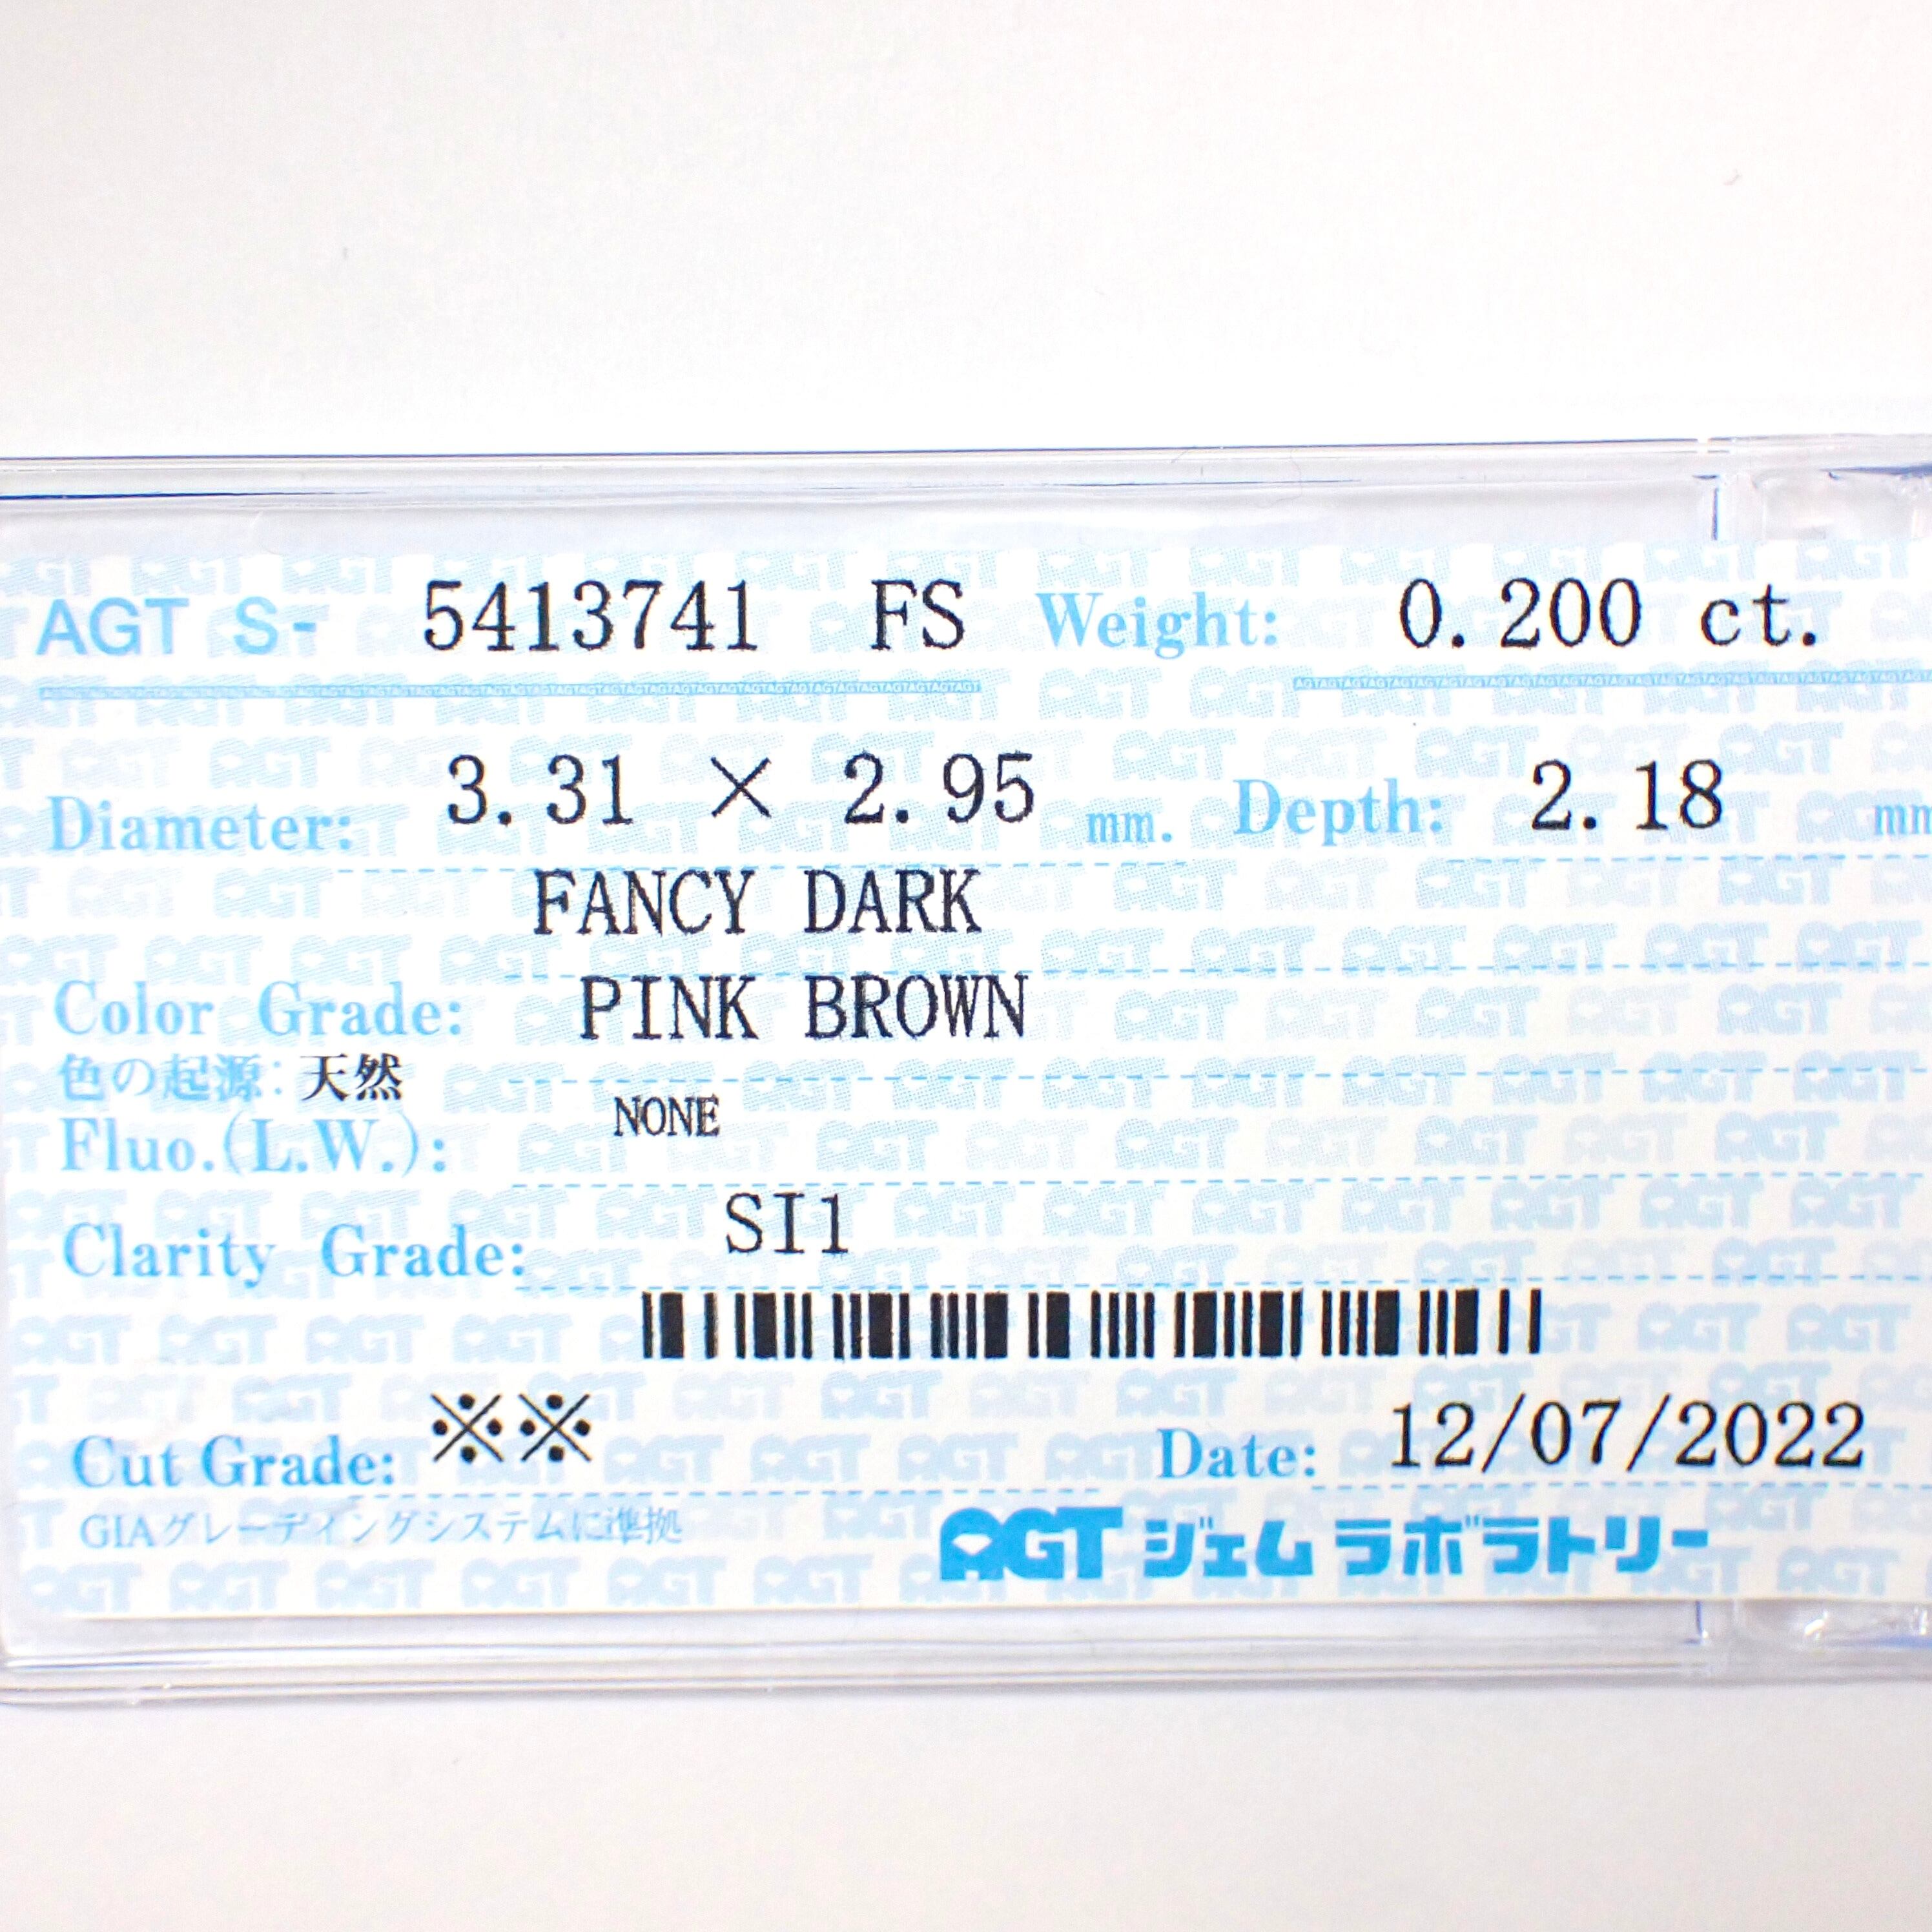 AGT S- 5413741 FS Weight: 0.200 ct.
Diameter: 3.31 × 2.95 mm. Depth: 2.18 mm
FANCY DARK
Color Grade: PINK BROWN
色の起源: 天然
Fluo.(L.W.): NONE
Clarity Grade: SI1
Cut Grade: ※※ Date: 12/07/2022
GIAグレーディングシステムに準拠
AGT ジェムラボラトリー